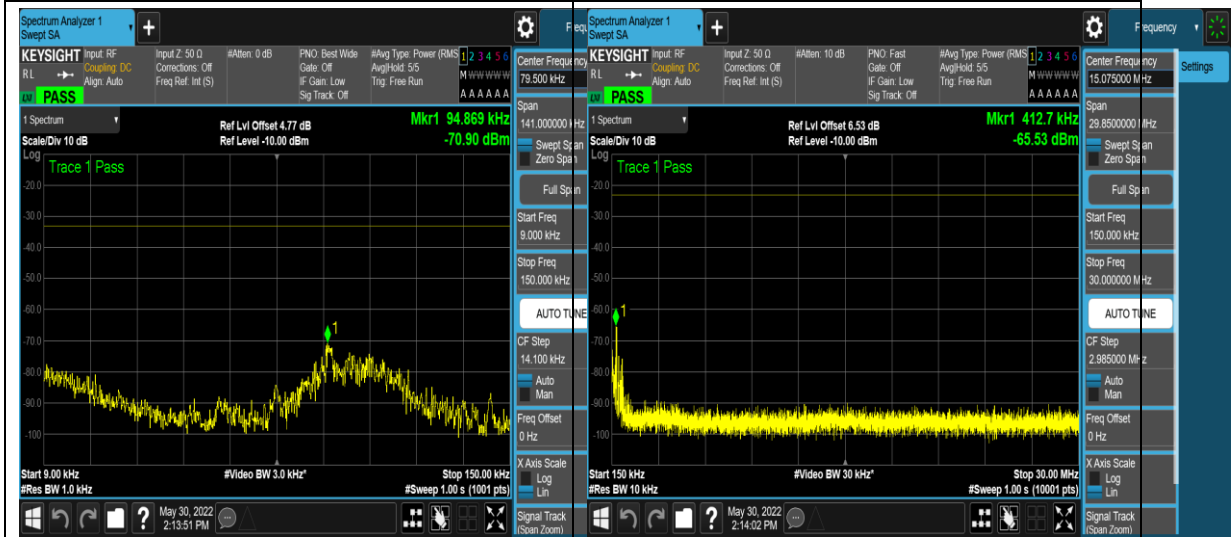 Spectrum Analyzer 1
Swept SA
+
KEYSIGHT
RL
Input: RF
Coupling: DC
Align: Auto
Input Z: 50 Ω
Corrections: Off
Freq Ref: Int (S)
#Atten: 0 dB
PNO: Best Wide
Gate: Off
IF Gain: Low
Sig Track: Off
#Avg Type: Power (RMS
Avg|Hold: 5/5
Trig: Free Run
1 2 3 4 5 6
M W W W W W
A A A A A A
PASS
1 Spectrum
Scale/Div 10 dB
Ref Lvl Offset 4.77 dB
Ref Level -10.00 dBm
Mkr1 94.869 kHz
-70.90 dBm
Log
Trace 1 Pass
-20.0
-30.0
-40.0
-50.0
-60.0
-70.0
-80.0
-90.0
-100
1
Start 9.00 kHz
#Res BW 1.0 kHz
#Video BW 3.0 kHz*
Stop 150.00 kHz
#Sweep 1.00 s (1001 pts)
May 30, 2022
2:13:51 PM
Center Frequency
79.500 kHz
Span
141.000000 kHz
Swept Span
Zero Span
Full Span
Start Freq
9.000 kHz
Stop Freq
150.000 kHz
AUTO TUNE
CF Step
14.100 kHz
Auto
Man
Freq Offset
0 Hz
X Axis Scale
Log
Lin
Signal Track
(Span Zoom)
Spectrum Analyzer 1
Swept SA
+
Frequency
Settings
KEYSIGHT
RL
Input: RF
Coupling: DC
Align: Auto
Input Z: 50 Ω
Corrections: Off
Freq Ref: Int (S)
#Atten: 10 dB
PNO: Fast
Gate: Off
IF Gain: Low
Sig Track: Off
#Avg Type: Power (RMS
Avg|Hold: 5/5
Trig: Free Run
1 2 3 4 5 6
M W W W W W
A A A A A A
PASS
1 Spectrum
Scale/Div 10 dB
Ref Lvl Offset 6.53 dB
Ref Level -10.00 dBm
Mkr1 412.7 kHz
-65.53 dBm
Log
Trace 1 Pass
-20.0
-30.0
-40.0
-50.0
-60.0
-70.0
-80.0
-90.0
-100
1
Start 150 kHz
#Res BW 10 kHz
#Video BW 30 kHz*
Stop 30.00 MHz
#Sweep 1.00 s (10001 pts)
May 30, 2022
2:14:02 PM
Center Frequency
15.075000 MHz
Span
29.8500000 MHz
Swept Span
Zero Span
Full Span
Start Freq
150.000 kHz
Stop Freq
30.000000 MHz
AUTO TUNE
CF Step
2.985000 MHz
Auto
Man
Freq Offset
0 Hz
X Axis Scale
Log
Lin
Signal Track
(Span Zoom)